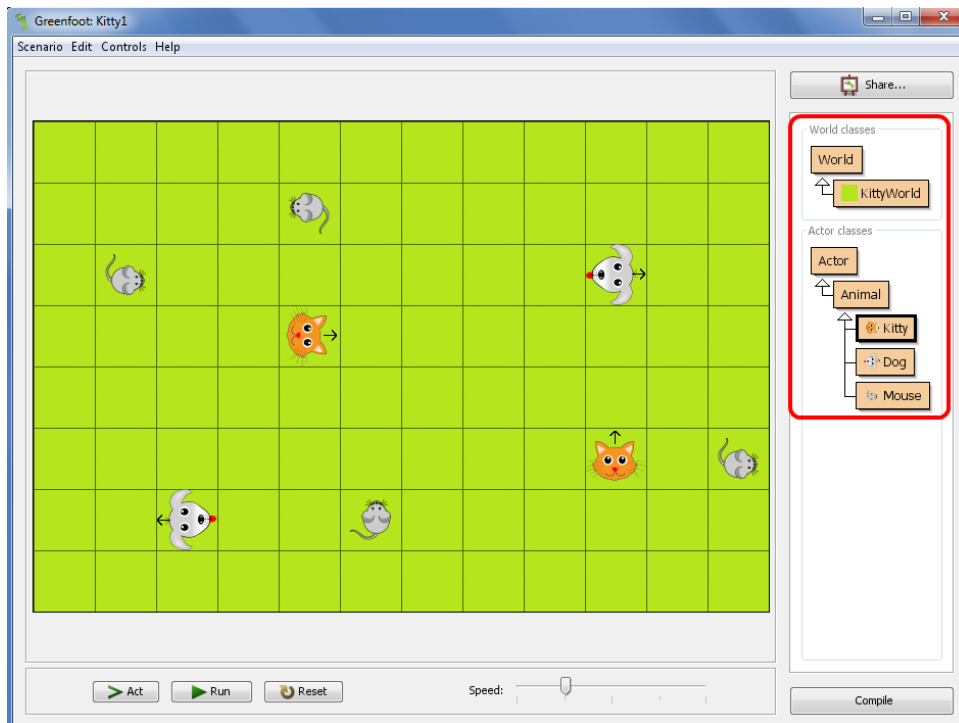 Greenfoot: Kitty1
Scenario Edit Controls Help
Share...
World classes
World
KittyWorld
Actor classes
Actor
Animal
Kitty
Dog
Mouse
Act
Run
Reset
Speed:
Compile